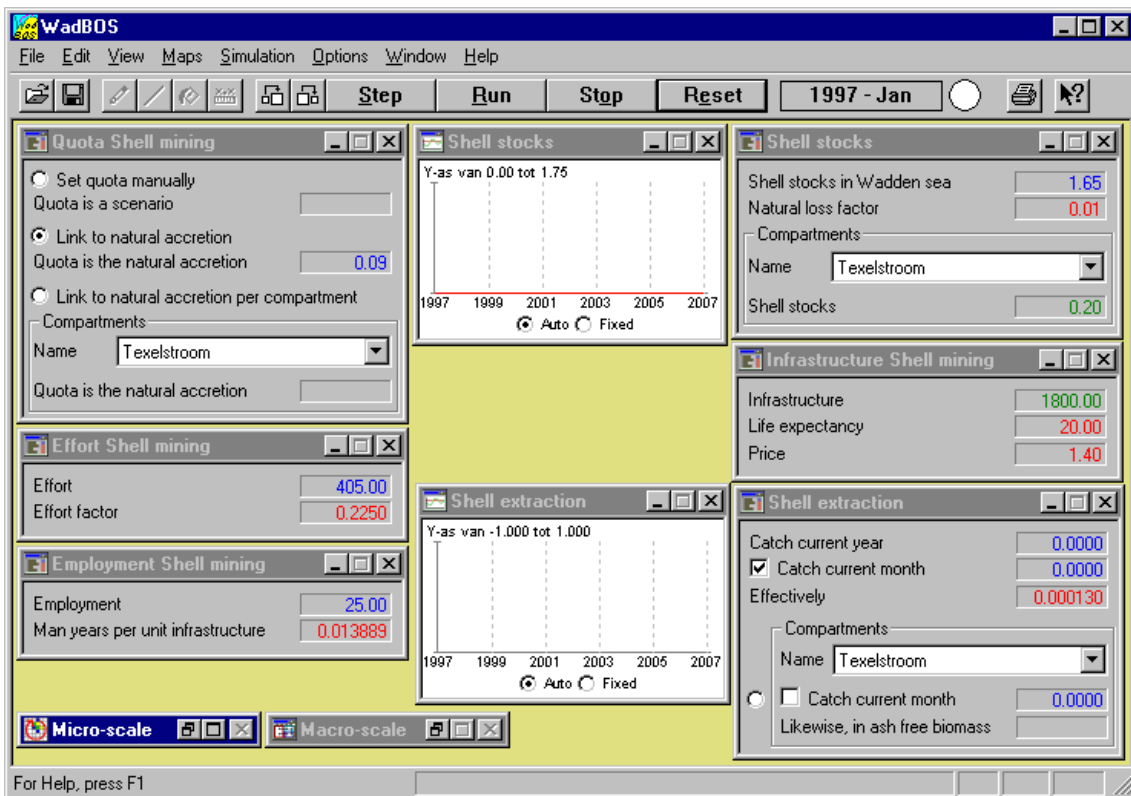 WadBOS
File Edit View Maps Simulation Options Window Help
Step Run Stop Reset 1997 - Jan
Quota Shell mining
Set quota manually
Quota is a scenario
Link to natural accretion
Quota is the natural accretion 0.09
Link to natural accretion per compartment
Compartments
Name Texelstroom
Quota is the natural accretion
Effort Shell mining
Effort 405.00
Effort factor 0.2250
Employment Shell mining
Employment 25.00
Man years per unit infrastructure 0.013889
Shell stocks
Y-as van 0.00 tot 1.75
1997 1999 2001 2003 2005 2007
Auto Fixed
Shell extraction
Y-as van -1.000 tot 1.000
1997 1999 2001 2003 2005 2007
Auto Fixed
Shell stocks
Shell stocks in Wadden sea 1.65
Natural loss factor 0.01
Compartments
Name Texelstroom
Shell stocks 0.20
Infrastructure Shell mining
Infrastructure 1800.00
Life expectancy 20.00
Price 1.40
Shell extraction
Catch current year 0.0000
Catch current month 0.0000
Effectively 0.000130
Compartments
Name Texelstroom
Catch current month 0.0000
Likewise, in ash free biomass
Micro-scale
Macro-scale
For Help, press F1